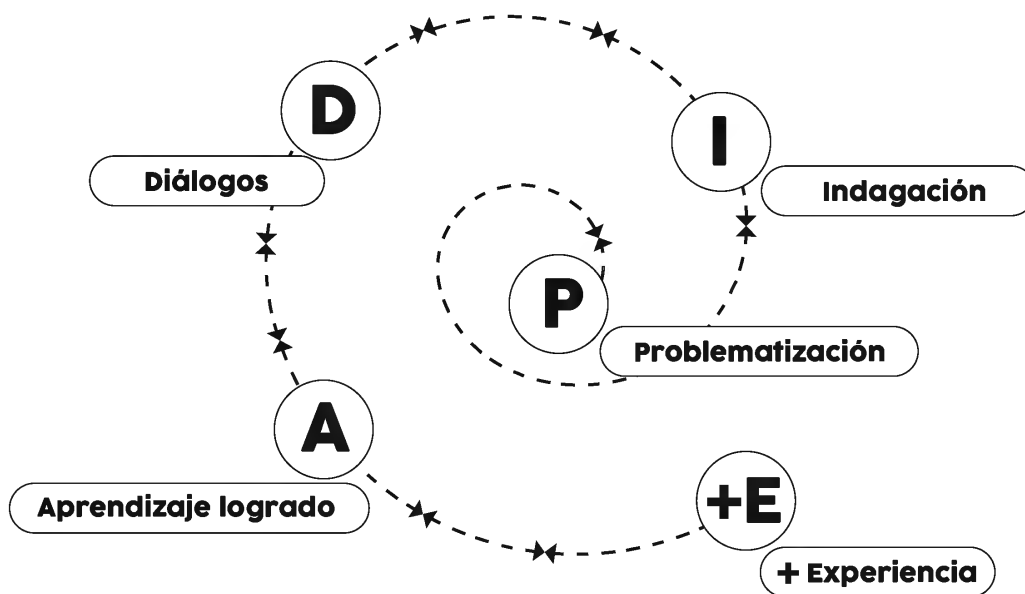 D
Diálogos
I
Indagación
P
Problematización
A
Aprendizaje logrado
+E
+ Experiencia